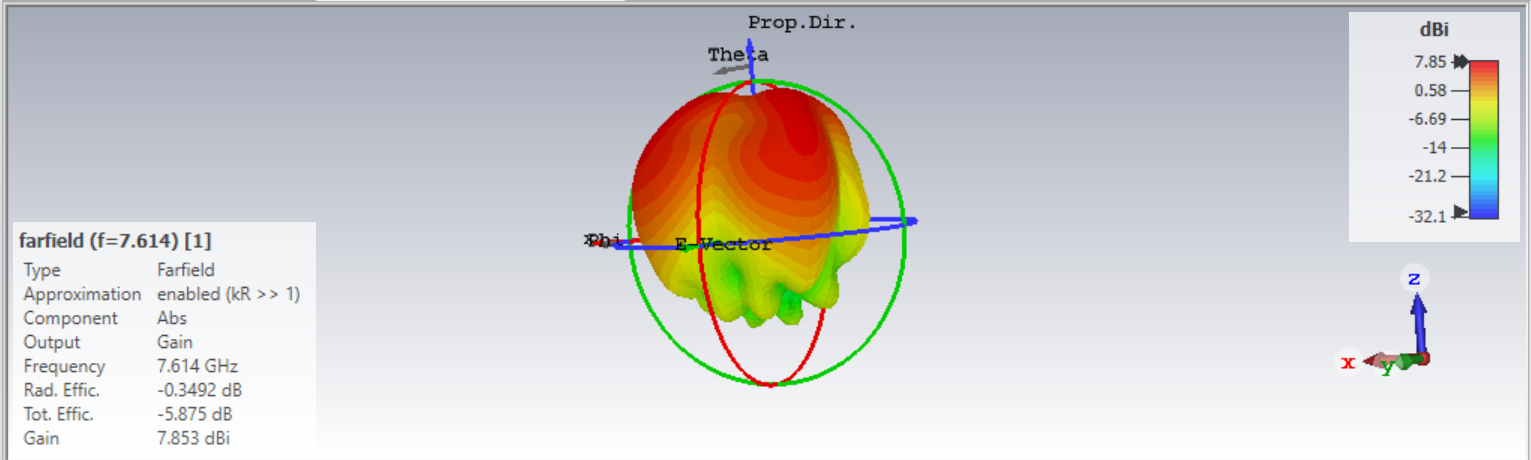 Prop.Dir.
Theta
dBi
7.85
0.58
-6.69
-14
-21.2
-32.1
Phi
E-Vector
farfield (f=7.614) [1]
Type Farfield
Approximation enabled (kR >> 1)
Component Abs
Output Gain
Frequency 7.614 GHz
Rad. Effic. -0.3492 dB
Tot. Effic. -5.875 dB
Gain 7.853 dBi
z
x
y